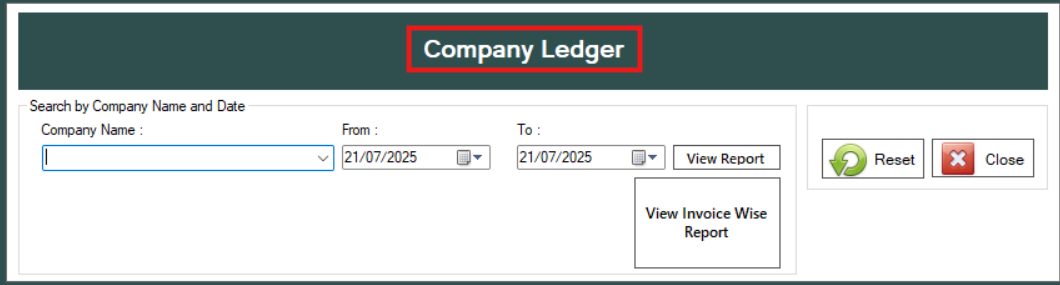 Company Ledger
Search by Company Name and Date
Company Name :
From :
To :
21/07/2025
21/07/2025
View Report
Reset
Close
View Invoice Wise
Report